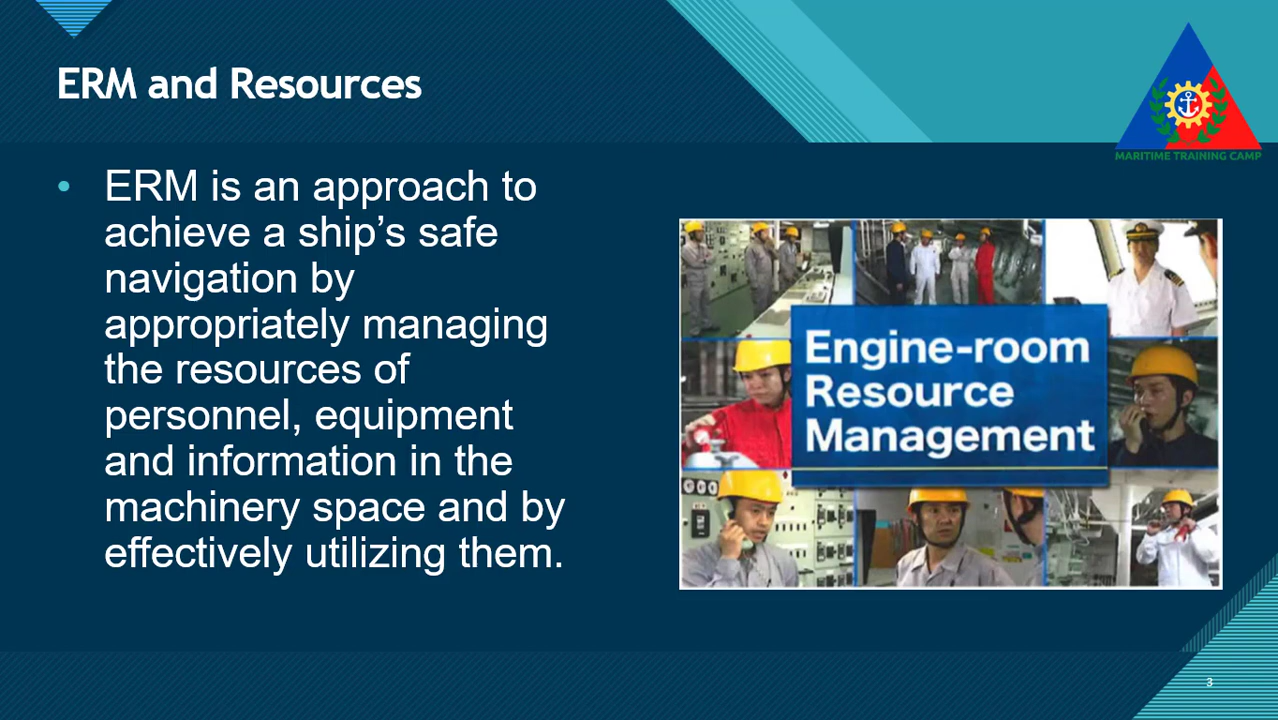 ERM and Resources
MARITIME TRAINING CAMP
• ERM is an approach to
achieve a ship’s safe
navigation by
appropriately managing
the resources of
personnel, equipment
and information in the
machinery space and by
effectively utilizing them.
Engine-room
Resource
Management
3